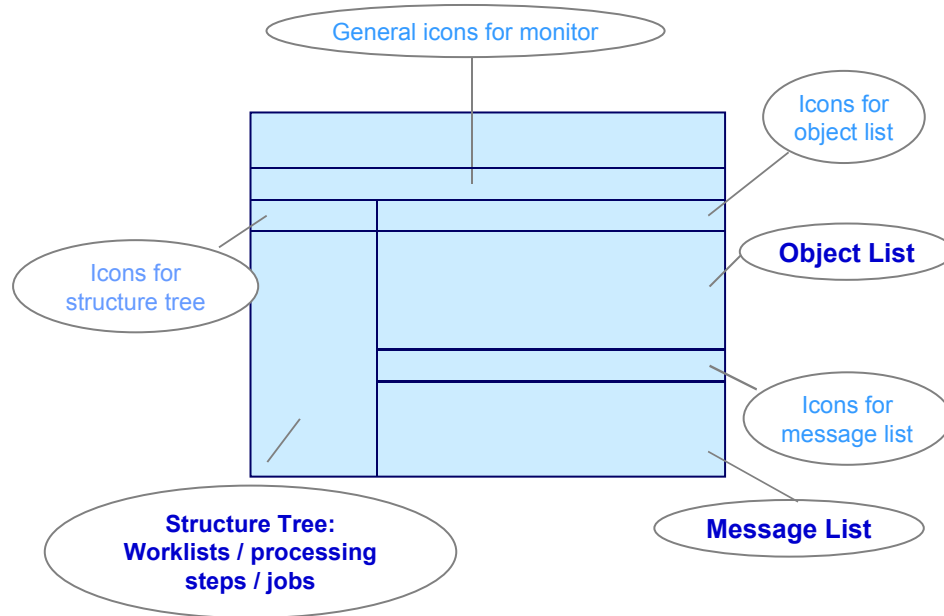 General icons for monitor
Icons for
object list
Object List
Icons for
structure tree
Icons for
message list
Structure Tree:
Worklists / processing
steps / jobs
Message List